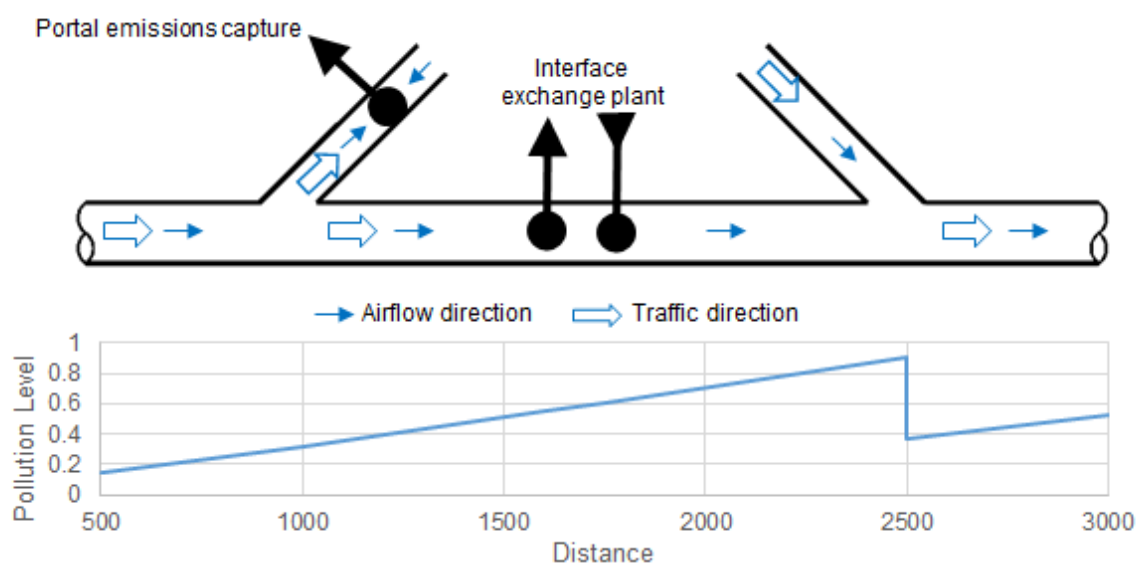 Portal emissions capture
Interface
exchange plant
Airflow direction
Traffic direction
Pollution Level
1
0.8
0.6
0.4
0.2
0
500
1000
1500
2000
2500
3000
Distance